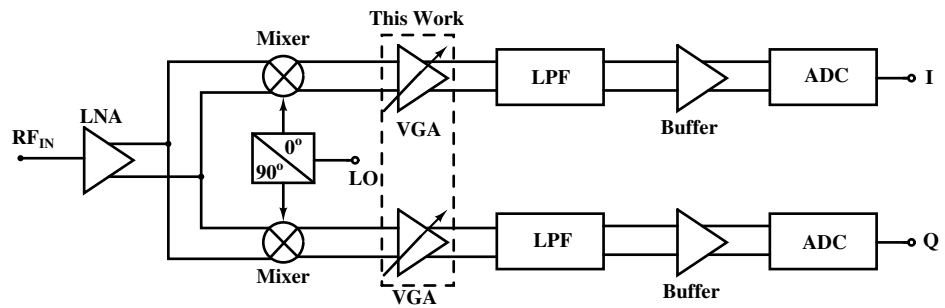 This Work
Mixer
LPF
ADC
I
VGA
Buffer
LNA
RF_IN
0°
90°
LO
LPF
ADC
Q
Mixer
VGA
Buffer